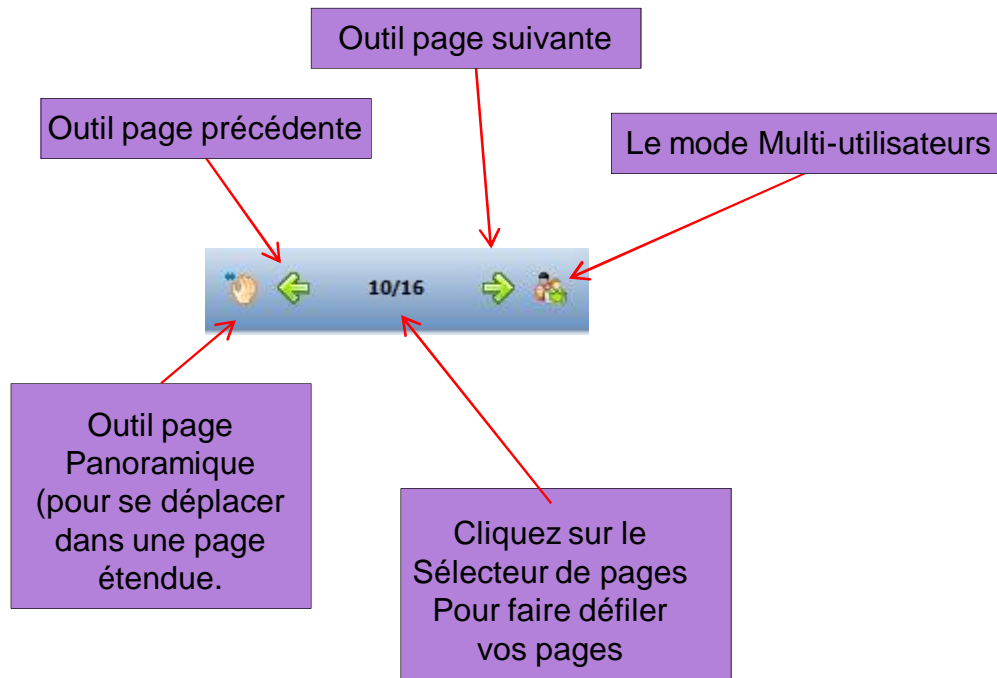 Outil page suivante
Outil page précédente
Le mode Multi-utilisateurs
10/16
Outil page
Panoramique
(pour se déplacer
dans une page
étendue.
Cliquez sur le
Sélecteur de pages
Pour faire défiler
vos pages